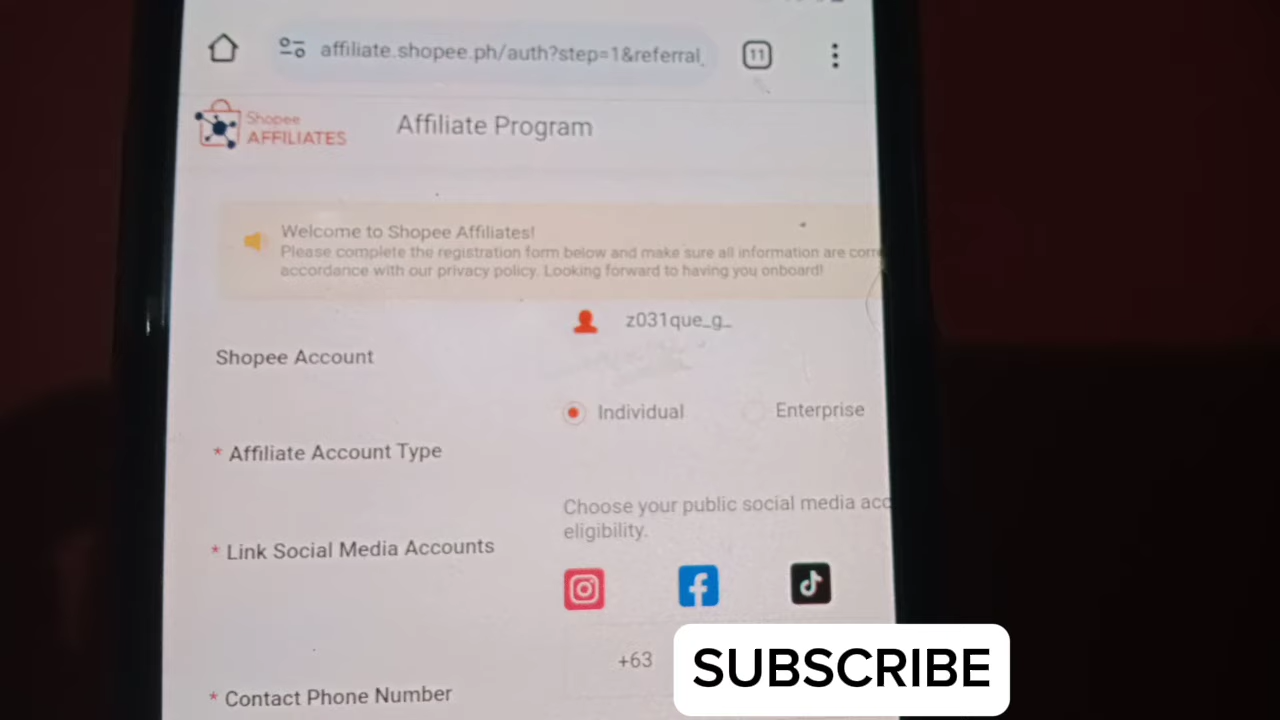 affiliate.shopee.ph/auth?step=1&referral_
11
Shopee
AFFILIATES
Affiliate Program
Welcome to Shopee Affiliates!
Please complete the registration form below and make sure all information are corre
accordance with our privacy policy. Looking forward to having you onboard!
z031que_g_
Shopee Account
Individual
Enterprise
* Affiliate Account Type
Choose your public social media acc
eligibility.
* Link Social Media Accounts
+63
SUBSCRIBE
* Contact Phone Number